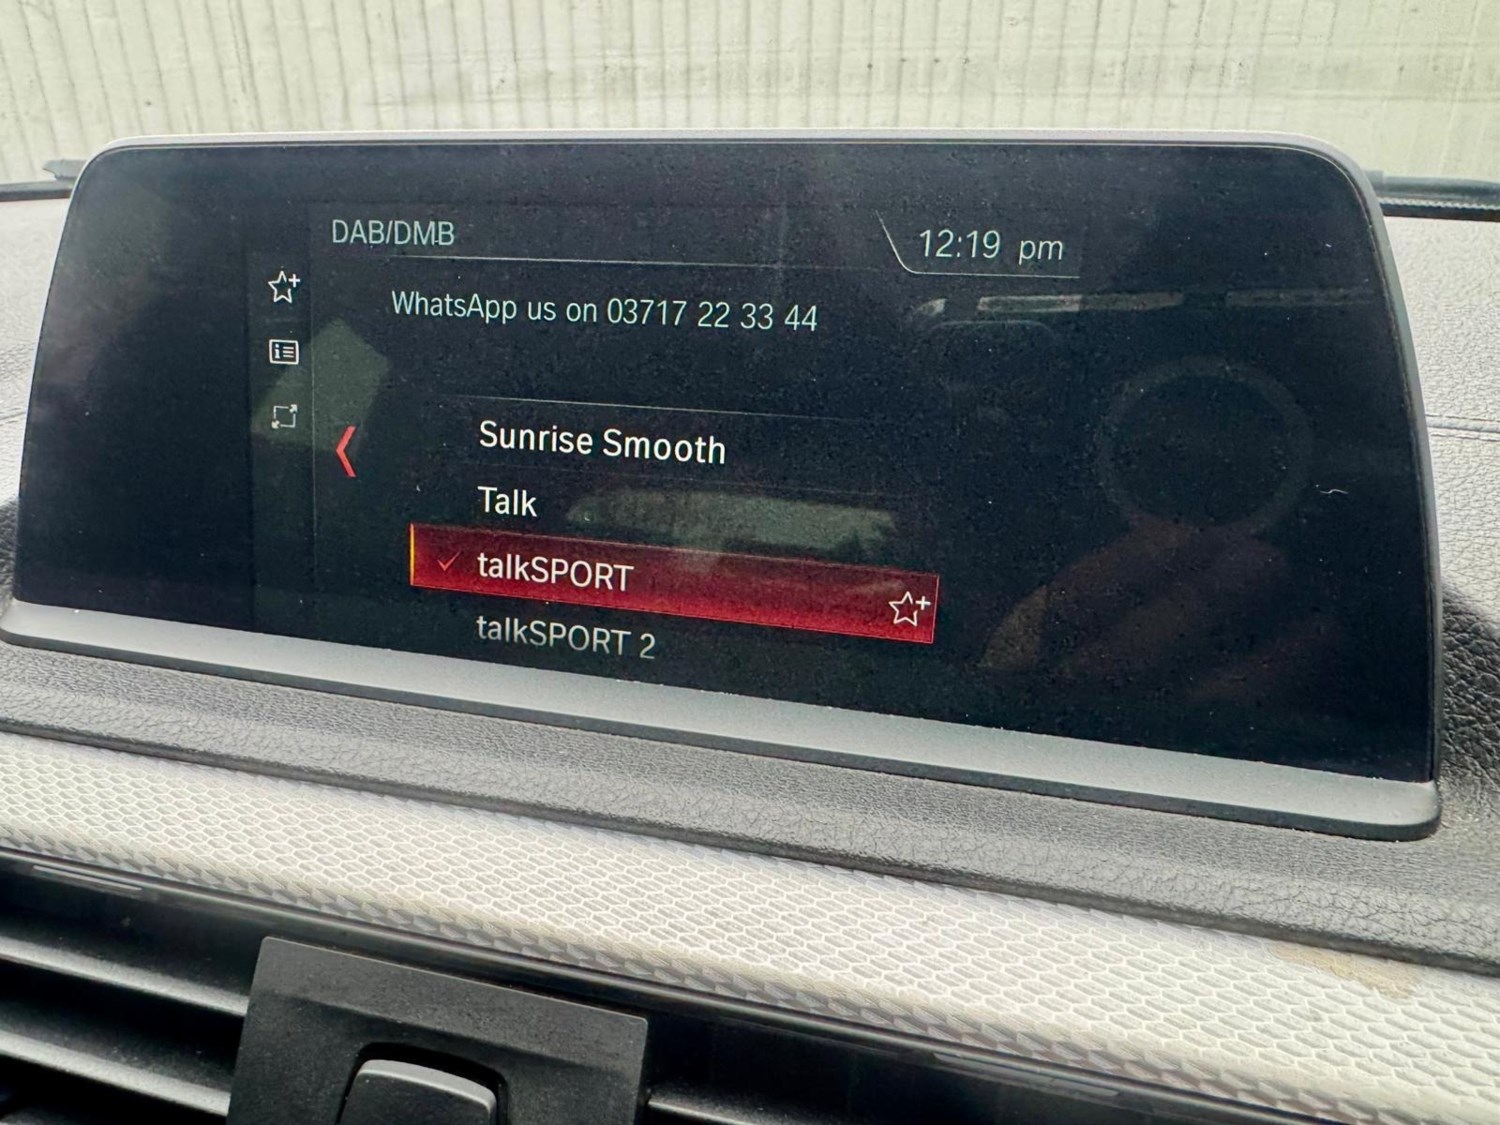 DAB/DMB
12:19 pm
WhatsApp us on 03717 22 33 44
Sunrise Smooth
Talk
talkSPORT
talkSPORT 2